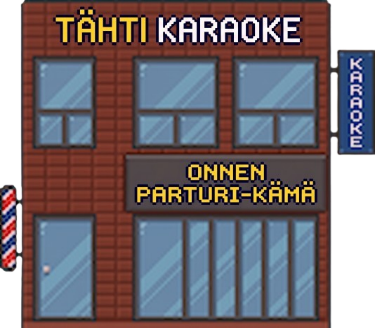 TÄHTI KARAOKE
KARAOKE
ONNEN
PARTURI-KÄMÄ